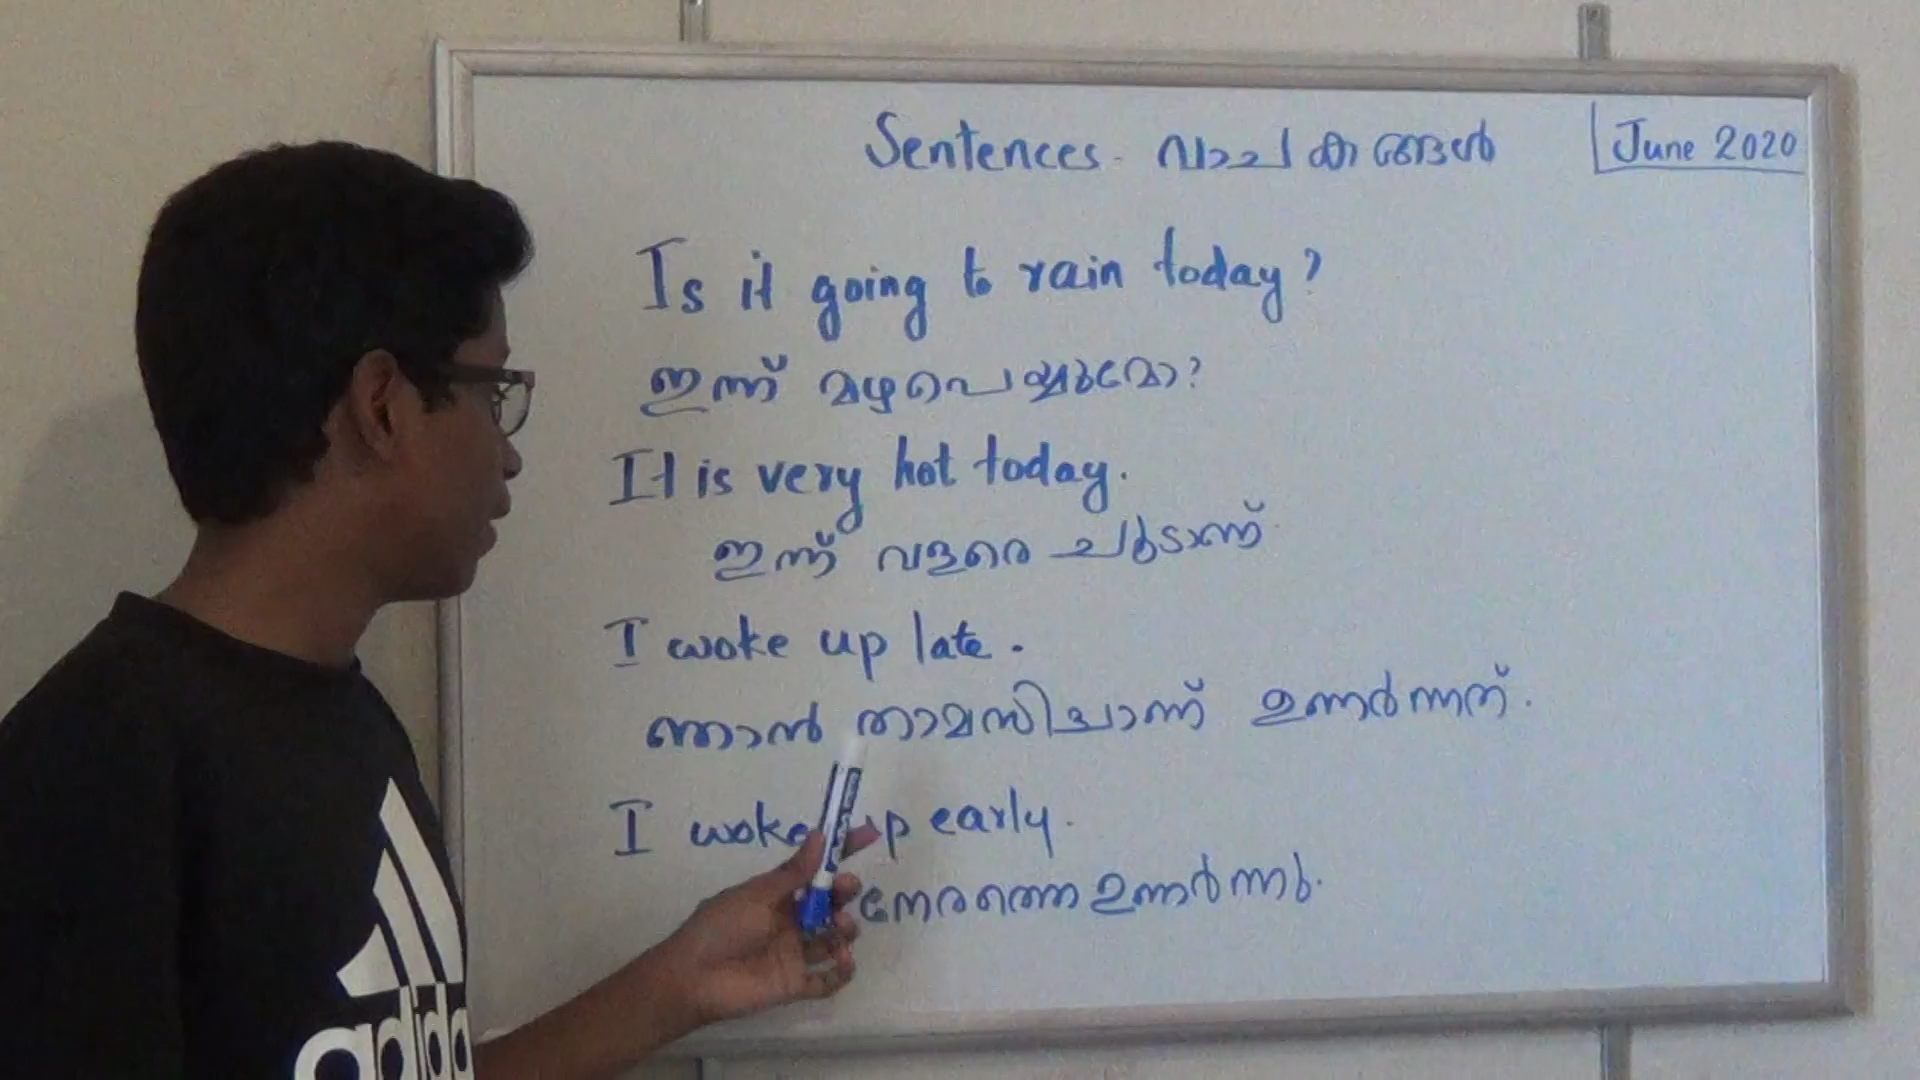 Sentences - വാചകങ്ങൾ
June 2020
Is it going to rain today?
ഇന്ന് മഴപെയ്യുമോ?
It is very hot today.
ഇന്ന് വളരെ ചൂടാണ്
I woke up late.
ഞാൻ താമസിച്ചാണ് ഉണർന്നത്.
I woke up early.
നേരത്തെ ഉണർന്നു.
adidas